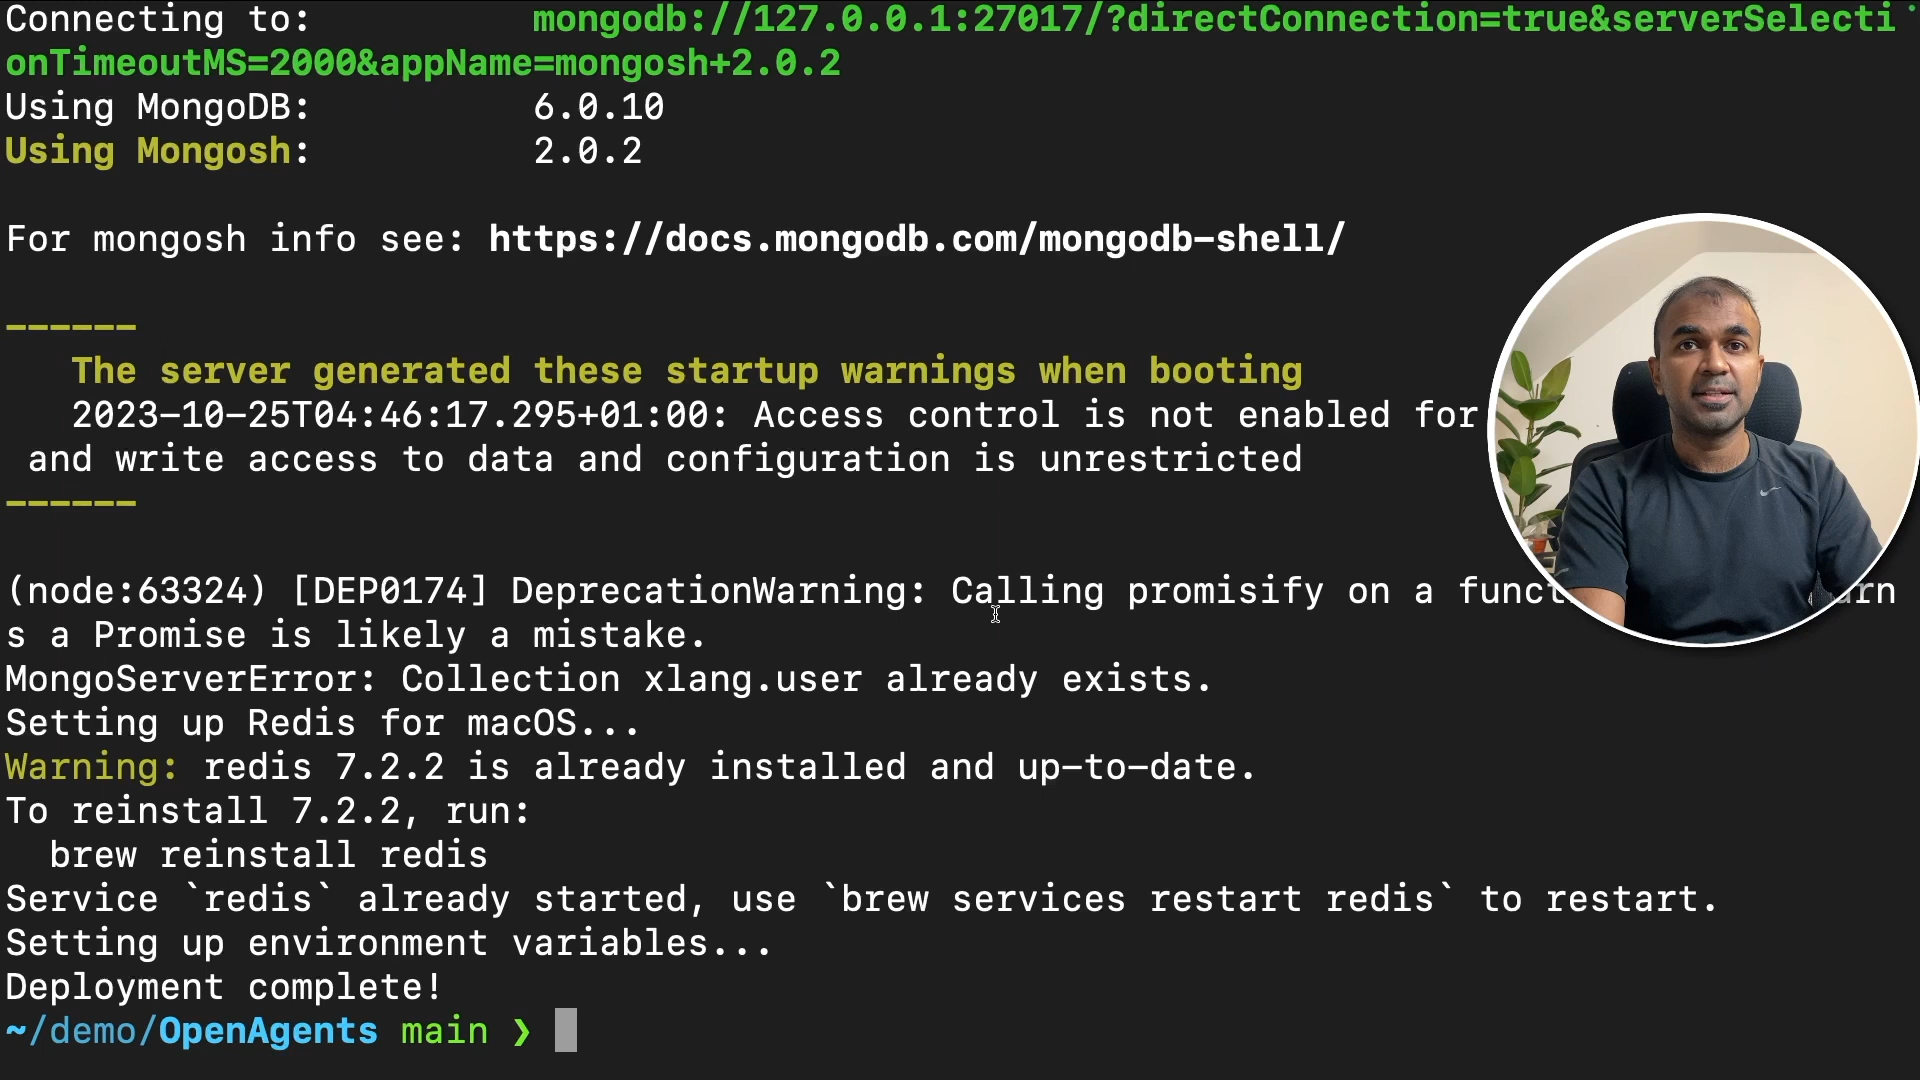 Connecting to: mongodb://127.0.0.1:27017/?directConnection=true&serverSelecti
onTimeoutMS=2000&appName=mongosh+2.0.2
Using MongoDB: 6.0.10
Using Mongosh: 2.0.2
For mongosh info see: https://docs.mongodb.com/mongodb-shell/
------
The server generated these startup warnings when booting
2023-10-25T04:46:17.295+01:00: Access control is not enabled for
and write access to data and configuration is unrestricted
------
(node:63324) [DEP0174] DeprecationWarning: Calling promisify on a
s a Promise is likely a mistake.
MongoServerError: Collection xlang.user already exists.
Setting up Redis for macOS...
Warning: redis 7.2.2 is already installed and up-to-date.
To reinstall 7.2.2, run:
brew reinstall redis
Service `redis` already started, use `brew services restart redis` to restart.
Setting up environment variables...
Deployment complete!
~/demo/OpenAgents main ❯